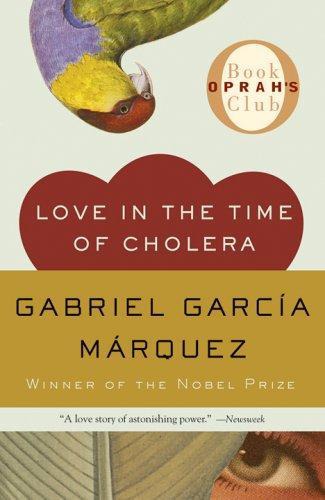 Book
OPRAH'S
Club
LOVE IN THE TIME
OF CHOLERA
GABRIEL GARCÍA
MÁRQUEZ
WINNER OF THE NOBEL PRIZE
"A love story of astonishing power." —Newsweek